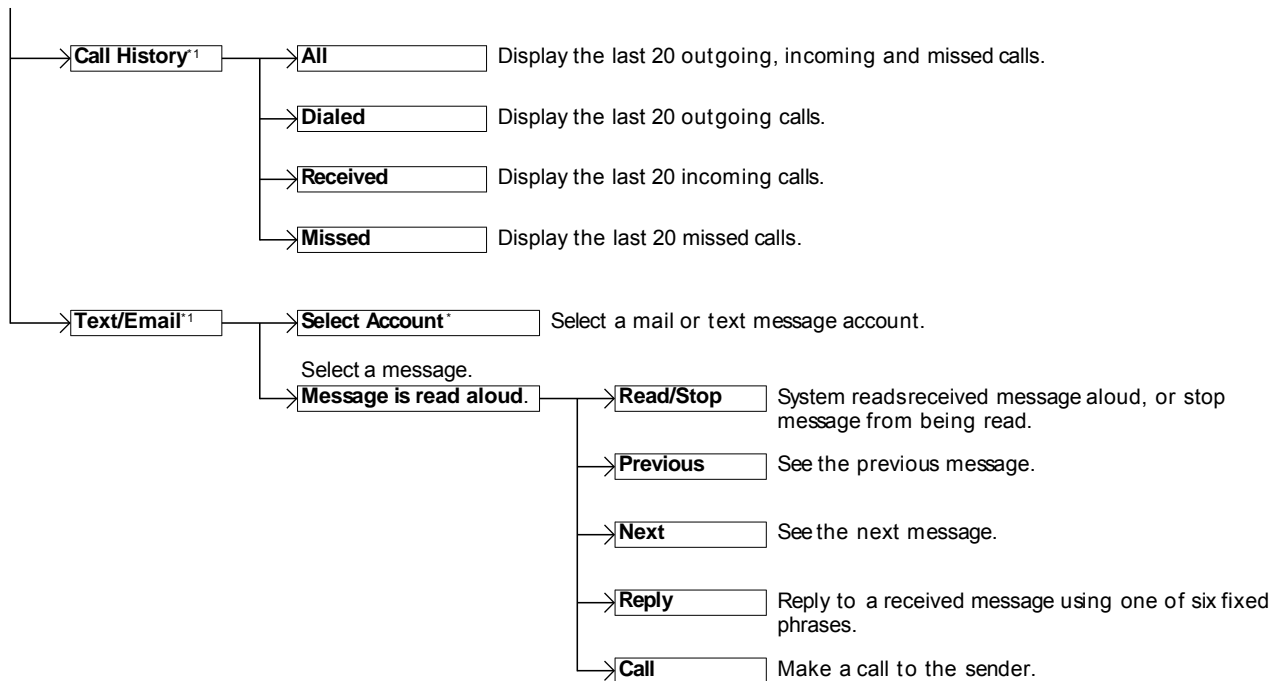 Call History*1
All
Display the last 20 outgoing, incoming and missed calls.
Dialed
Display the last 20 outgoing calls.
Received
Display the last 20 incoming calls.
Missed
Display the last 20 missed calls.
Text/Email*1
Select Account*
Select a mail or text message account.
Select a message.
Message is read aloud.
Read/Stop
System readsreceived message aloud, or stop
message from being read.
Previous
See the previous message.
Next
See the next message.
Reply
Reply to a received message using one of six fixed
phrases.
Call
Make a call to the sender.